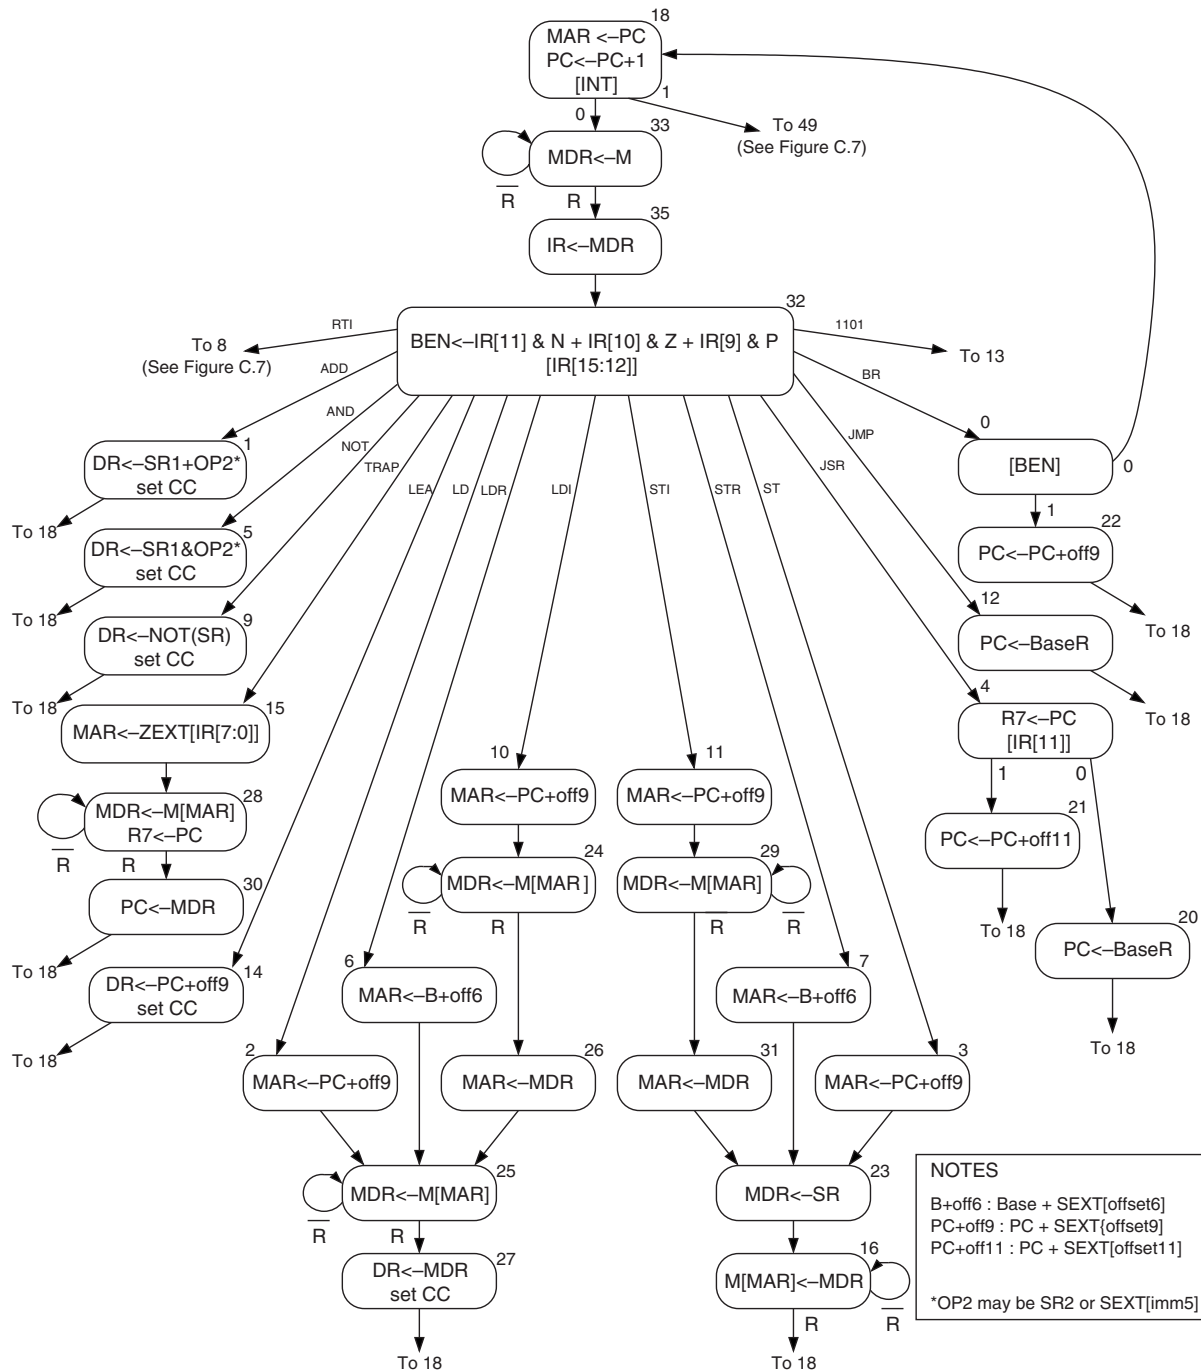 18
MAR <–PC
PC<–PC+1
[INT]
0
1
To 49
(See Figure C.7)
33
MDR<–M
R
R
35
IR<–MDR
32
BEN<–IR[11] & N + IR[10] & Z + IR[9] & P
[IR[15:12]]
RTI
To 8
(See Figure C.7)
1101
To 13
ADD
AND
NOT
TRAP
LEA
LD
LDR
LDI
STI
STR
ST
JSR
JMP
BR
1
DR<–SR1+OP2*
set CC
To 18
5
DR<–SR1&OP2*
set CC
To 18
9
DR<–NOT(SR)
set CC
To 18
15
MAR<–ZEXT[IR[7:0]]
28
MDR<–M[MAR]
R7<–PC
R
R
30
PC<–MDR
To 18
14
DR<–PC+off9
set CC
To 18
2
MAR<–PC+off9
6
MAR<–B+off6
10
MAR<–PC+off9
24
MDR<–M[MAR]
R
R
26
MAR<–MDR
25
MDR<–M[MAR]
R
R
27
DR<–MDR
set CC
To 18
11
MAR<–PC+off9
29
MDR<–M[MAR]
R
R
31
MAR<–MDR
7
MAR<–B+off6
3
MAR<–PC+off9
23
MDR<–SR
16
M[MAR]<–MDR
R
R
To 18
0
[BEN]
0
1
22
PC<–PC+off9
To 18
12
PC<–BaseR
To 18
4
R7<–PC
[IR[11]]
1
0
21
PC<–PC+off11
To 18
20
PC<–BaseR
To 18
NOTES
B+off6 : Base + SEXT[offset6]
PC+off9 : PC + SEXT{offset9]
PC+off11 : PC + SEXT[offset11]
*OP2 may be SR2 or SEXT[imm5]